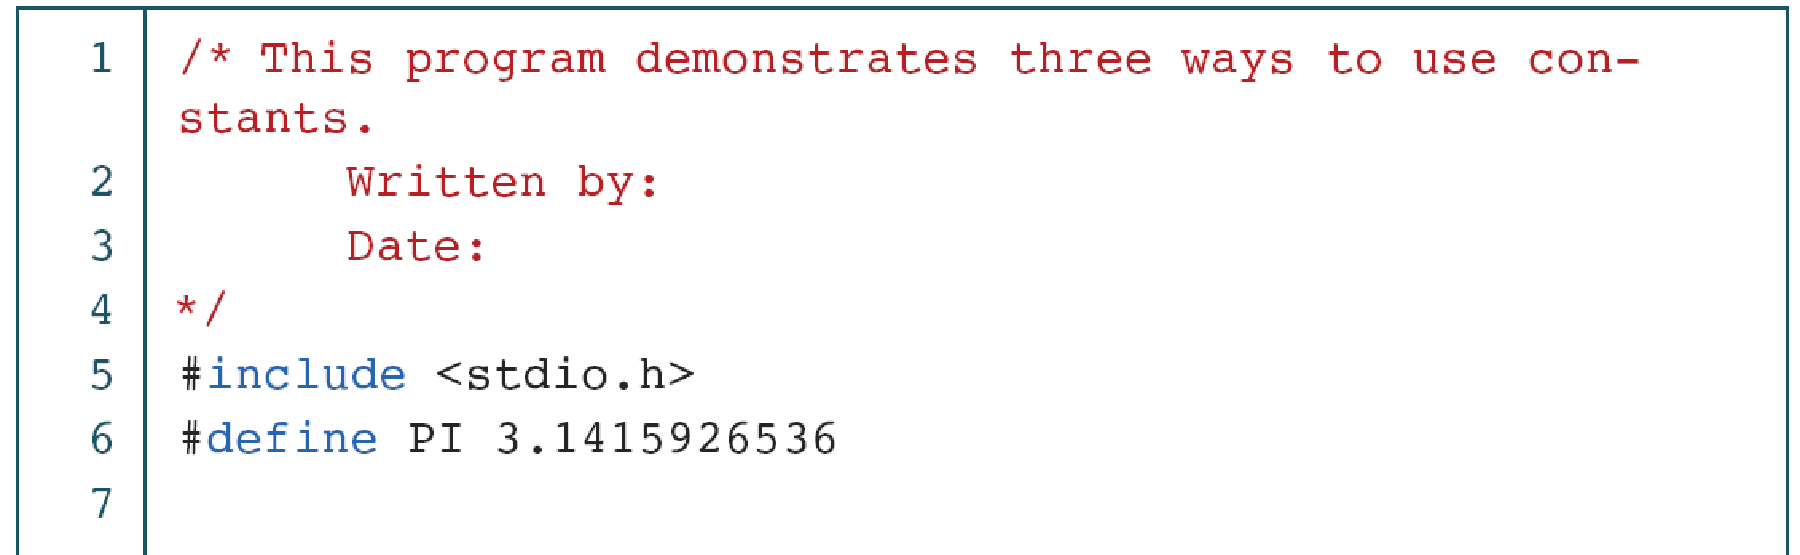 1 /* This program demonstrates three ways to use con-
stants.
2 Written by:
3 Date:
4 */
5 #include <stdio.h>
6 #define PI 3.1415926536
7